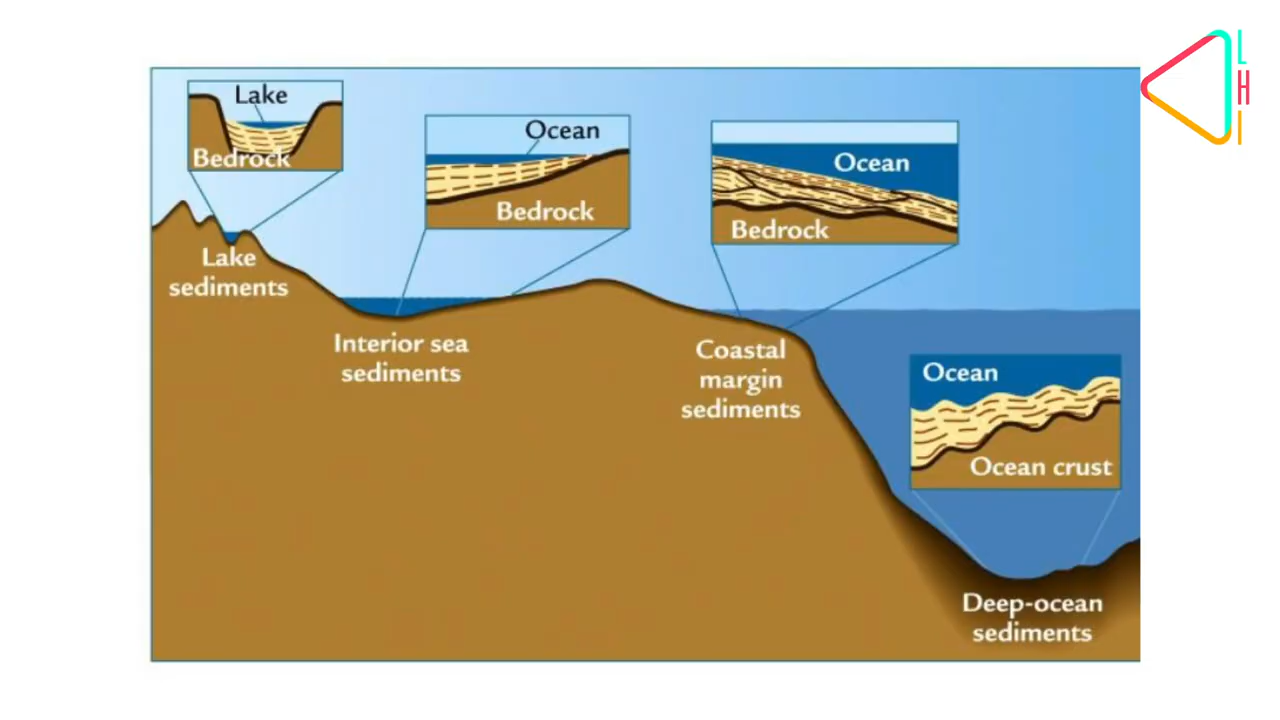 Lake
Bedrock
Ocean
Bedrock
Ocean
Bedrock
Lake
sediments
Interior sea
sediments
Coastal
margin
sediments
Ocean
Ocean crust
Deep-ocean
sediments
L
H
I